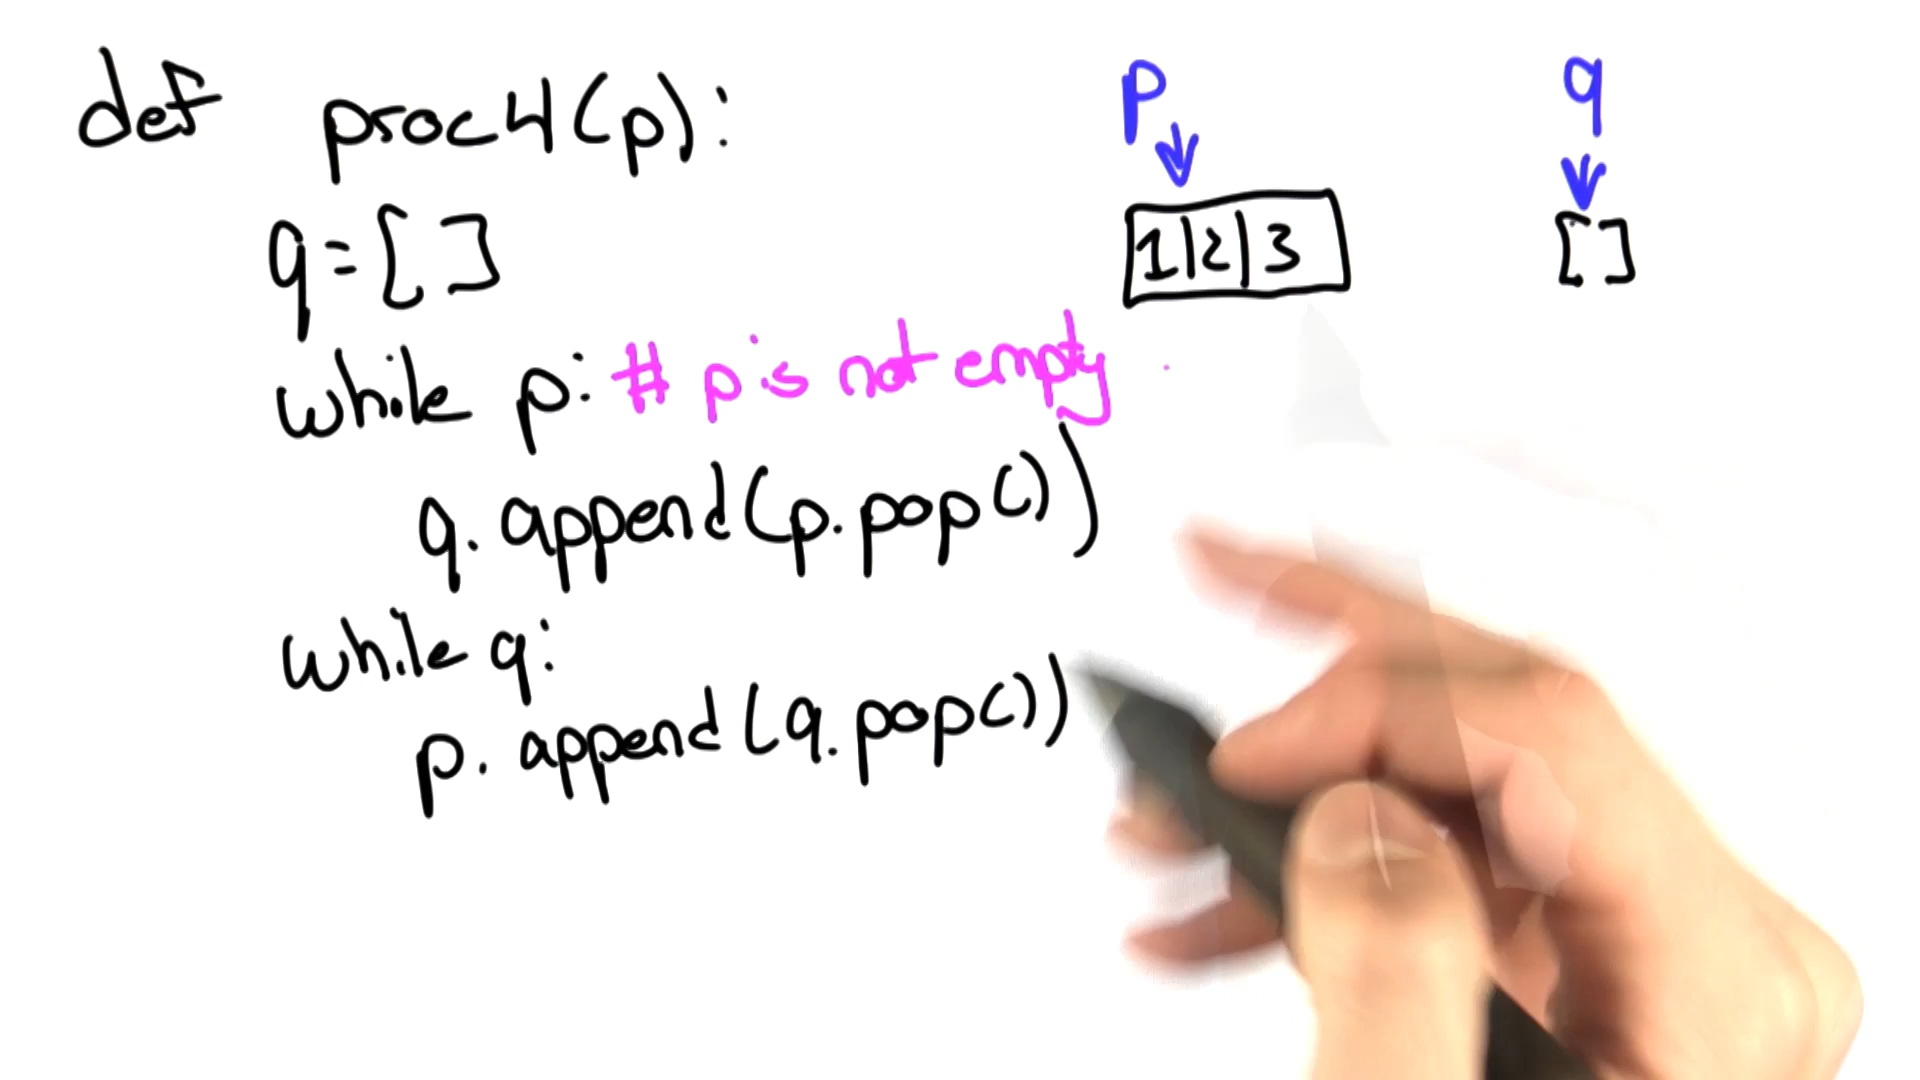 def proc4(p):
q=[]
while p: # p is not empty
q.append(p.pop())
while q:
p.append(q.pop())
p
1|2|3
q
[]